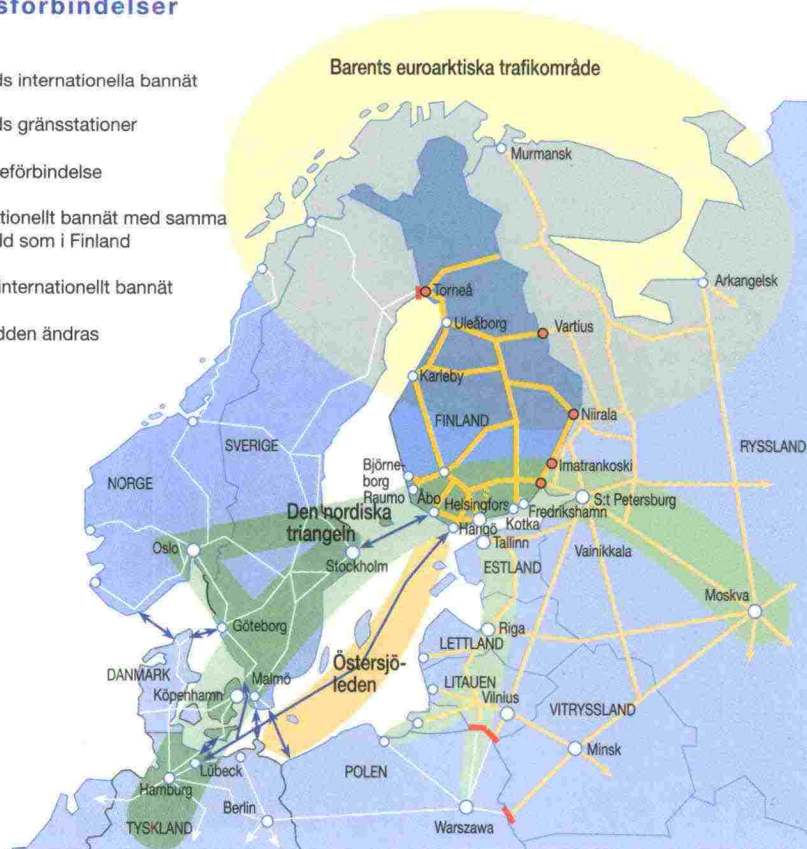 sförbindelser
ds internationella bannät
ds gränsstationer
eförbindelse
tionellt bannät med samma
ld som i Finland
internationellt bannät
dden ändras
Barents euroarktiska trafikområde
Murmansk
Arkangelsk
Torneå
Uleåborg
Vartius
Karleby
FINLAND
Niirala
RYSSLAND
SVERIGE
NORGE
Björne-
borg
Imatrankoski
Raumo
Åbo
Helsingfors
S:t Petersburg
Fredrikshamn
Kotka
Hangö
Den nordiska
triangeln
Oslo
Stockholm
Tallinn
Vainikkala
ESTLAND
Moskva
Göteborg
Riga
LETTLAND
DANMARK
Östersjö-
leden
Malmö
Köpenhamn
LITAUEN
Vilnius
VITRYSSLAND
Minsk
Lübeck
POLEN
Hamburg
Berlin
TYSKLAND
Warszawa